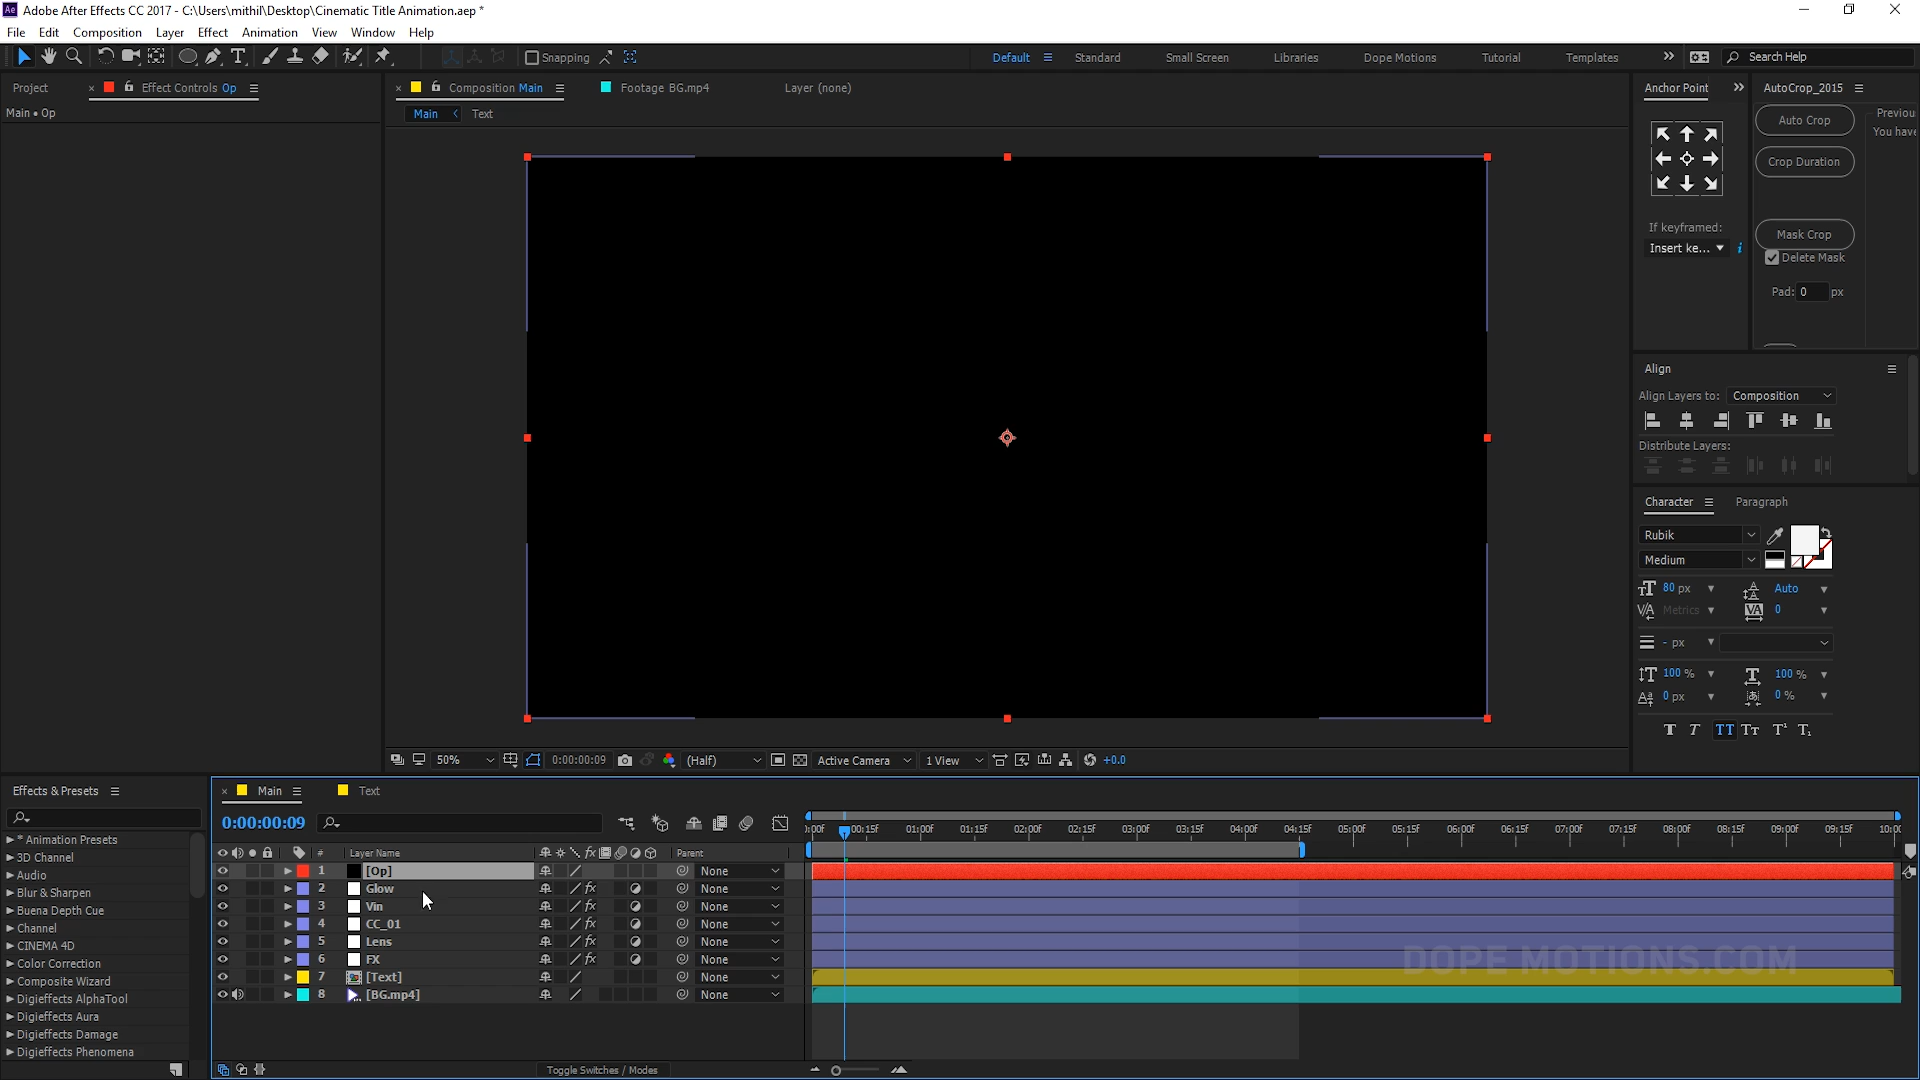 Adobe After Effects CC 2017 - C:\Users\mithil\Desktop\Cinematic Title Animation.aep *
File Edit Composition Layer Effect Animation View Window Help
Snapping
Default Standard Small Screen Libraries Dope Motions Tutorial Templates Search Help
Project Effect Controls Op Composition Main Footage BG.mp4 Layer (none) Anchor Point AutoCrop_2015
Main • Op
Main Text
Auto Crop Previou
You have
Crop Duration
If keyframed:
Insert ke...
Mask Crop
Delete Mask
Pad: 0 px
Align
Align Layers to: Composition
Distribute Layers:
Character Paragraph
Rubik
Medium
80 px Auto
Metrics 0
- px
100 % 100 %
0 px 0 %
50% 0:00:00:09 (Half) Active Camera 1 View +0.0
Effects & Presets
* Animation Presets
3D Channel
Audio
Blur & Sharpen
Buena Depth Cue
Channel
CINEMA 4D
Color Correction
Composite Wizard
Digieffects AlphaTool
Digieffects Aura
Digieffects Damage
Digieffects Phenomena
Main Text
0:00:00:09
):00f 00:15f 01:00f 01:15f 02:00f 02:15f 03:00f 03:15f 04:00f 04:15f 05:00f 05:15f 06:00f 06:15f 07:00f 07:15f 08:00f 08:15f 09:00f 09:15f 10:0(
# Layer Name Parent
1 [Op] None
2 Glow fx None
3 Vin fx None
4 CC_01 fx None
5 Lens fx None
6 FX fx None
7 [Text] None
8 [BG.mp4] None
DOPE MOTIONS.COM
Toggle Switches / Modes